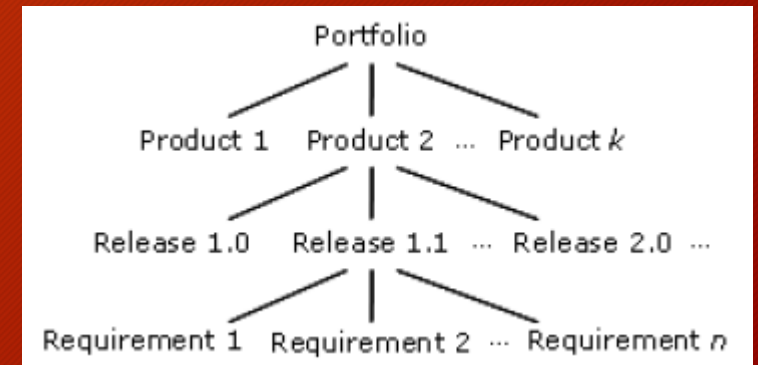 Portfolio
Product 1 Product 2 ... Product k
Release 1.0 Release 1.1 ... Release 2.0 ...
Requirement 1 Requirement 2 ... Requirement n